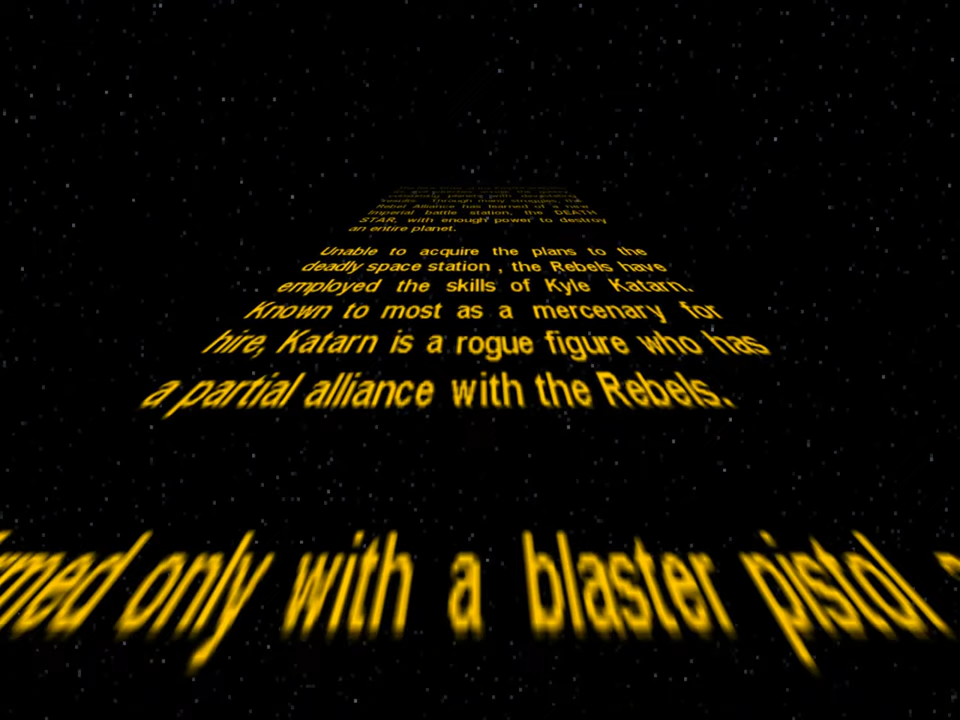 results. Through many struggles, the
Rebel Alliance has learned of a new
Imperial battle station, the DEATH
STAR, with enough power to destroy
an entire planet.
Unable to acquire the plans to the
deadly space station , the Rebels have
employed the skills of Kyle Katarn.
Known to most as a mercenary for
hire, Katarn is a rogue figure who has
a partial alliance with the Rebels.
only with a blaster pistol